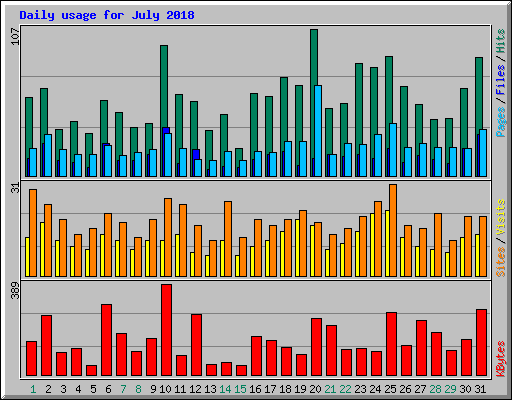 Daily usage for July 2018
107
Pages / Files / Hits
31
Sites / Visits
389
KBytes
1 2 3 4 5 6 7 8 9 10 11 12 13 14 15 16 17 18 19 20 21 22 23 24 25 26 27 28 29 30 31